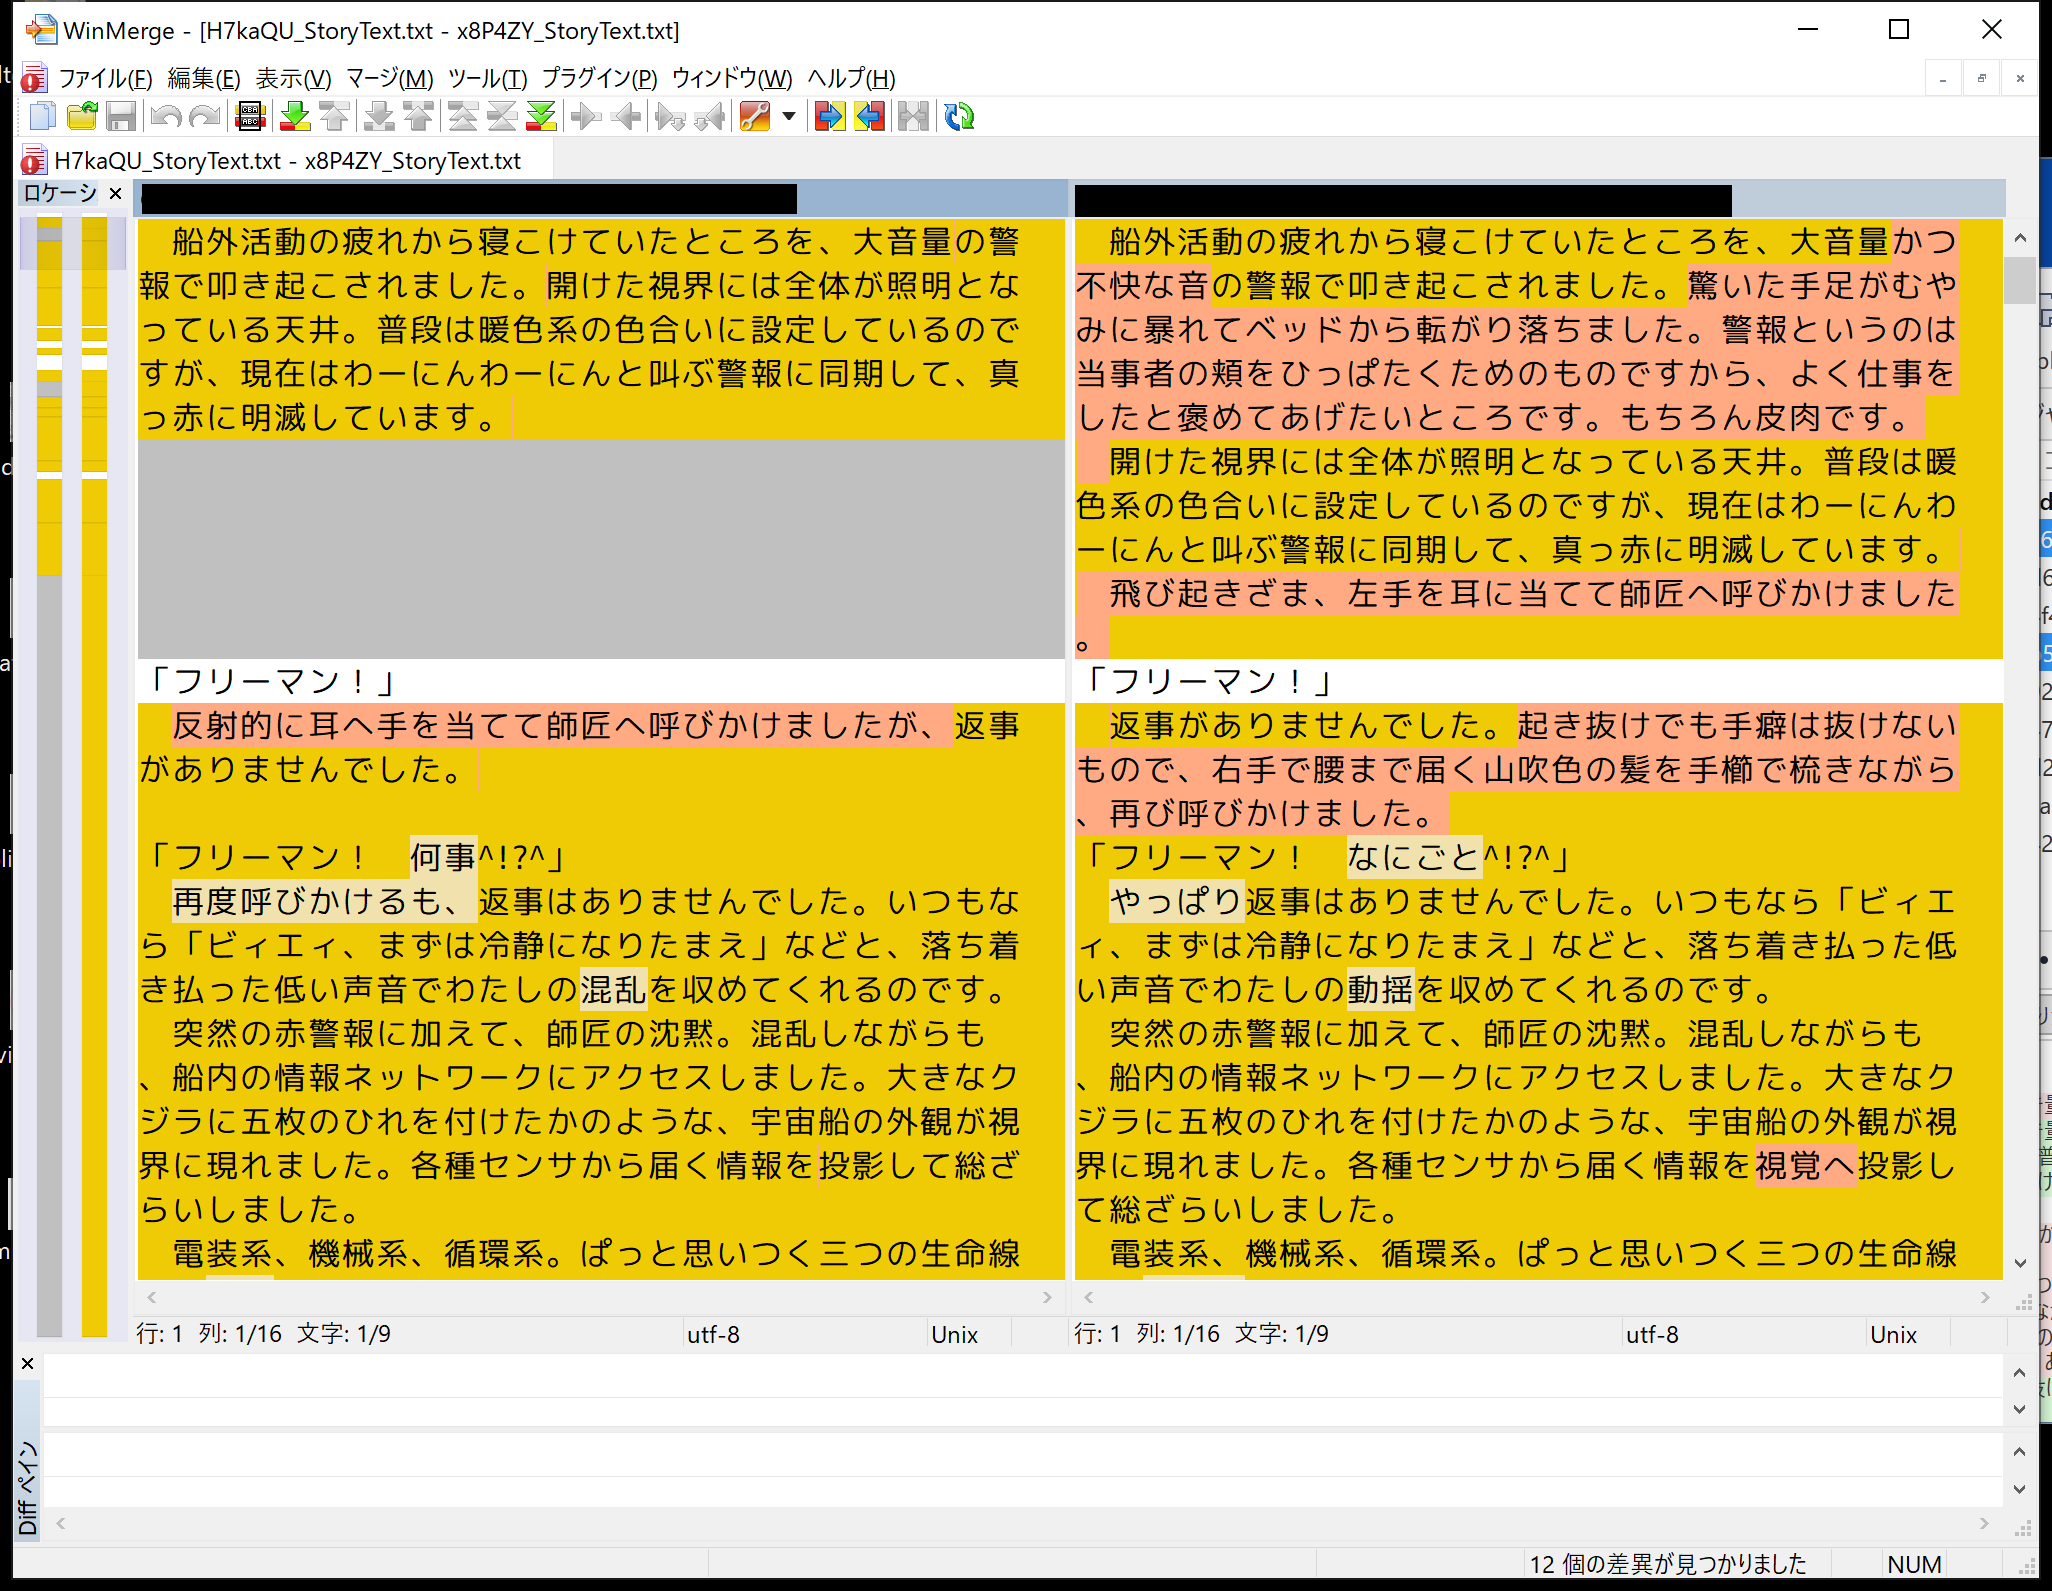 WinMerge - [H7kaQU_StoryText.txt - x8P4ZY_StoryText.txt]
ファイル(F) 編集(E) 表示(V) マージ(M) ツール(T) プラグイン(P) ウィンドウ(W) ヘルプ(H)
H7kaQU_StoryText.txt - x8P4ZY_StoryText.txt
ロケーシ
　船外活動の疲れから寝こけていたところを、大音量の警
報で叩き起こされました。開けた視界には全体が照明とな
っている天井。普段は暖色系の色合いに設定しているので
すが、現在はわーにんわーにんと叫ぶ警報に同期して、真
っ赤に明滅しています。
「フリーマン！」
　反射的に耳へ手を当てて師匠へ呼びかけましたが、返事
がありませんでした。
「フリーマン！　何事^!?^」
　再度呼びかけるも、返事はありませんでした。いつもな
ら「ビィエィ、まずは冷静になりたまえ」などと、落ち着
き払った低い声音でわたしの混乱を収めてくれるのです。
　突然の赤警報に加えて、師匠の沈黙。混乱しながらも
、船内の情報ネットワークにアクセスしました。大きなク
ジラに五枚のひれを付けたかのような、宇宙船の外観が視
界に現れました。各種センサから届く情報を投影して総ざ
らいしました。
　電装系、機械系、循環系。ぱっと思いつく三つの生命線
行: 1 列: 1/16 文字: 1/9
utf-8
Unix
　船外活動の疲れから寝こけていたところを、大音量かつ
不快な音の警報で叩き起こされました。驚いた手足がむや
みに暴れてベッドから転がり落ちました。警報というのは
当事者の頬をひっぱたくためのものですから、よく仕事を
したと褒めてあげたいところです。もちろん皮肉です。
　開けた視界には全体が照明となっている天井。普段は暖
色系の色合いに設定しているのですが、現在はわーにんわ
ーにんと叫ぶ警報に同期して、真っ赤に明滅しています。
　飛び起きざま、左手を耳に当てて師匠へ呼びかけました
。
「フリーマン！」
　返事がありませんでした。起き抜けでも手癖は抜けない
もので、右手で腰まで届く山吹色の髪を手櫛で梳きながら
、再び呼びかけました。
「フリーマン！　なにごと^!?^」
　やっぱり返事はありませんでした。いつもなら「ビィエ
ィ、まずは冷静になりたまえ」などと、落ち着き払った低
い声音でわたしの動揺を収めてくれるのです。
　突然の赤警報に加えて、師匠の沈黙。混乱しながらも
、船内の情報ネットワークにアクセスしました。大きなク
ジラに五枚のひれを付けたかのような、宇宙船の外観が視
界に現れました。各種センサから届く情報を視覚へ投影し
て総ざらいしました。
　電装系、機械系、循環系。ぱっと思いつく三つの生命線
行: 1 列: 1/16 文字: 1/9
utf-8
Unix
Diff ペイン
12 個の差異が見つかりました
NUM